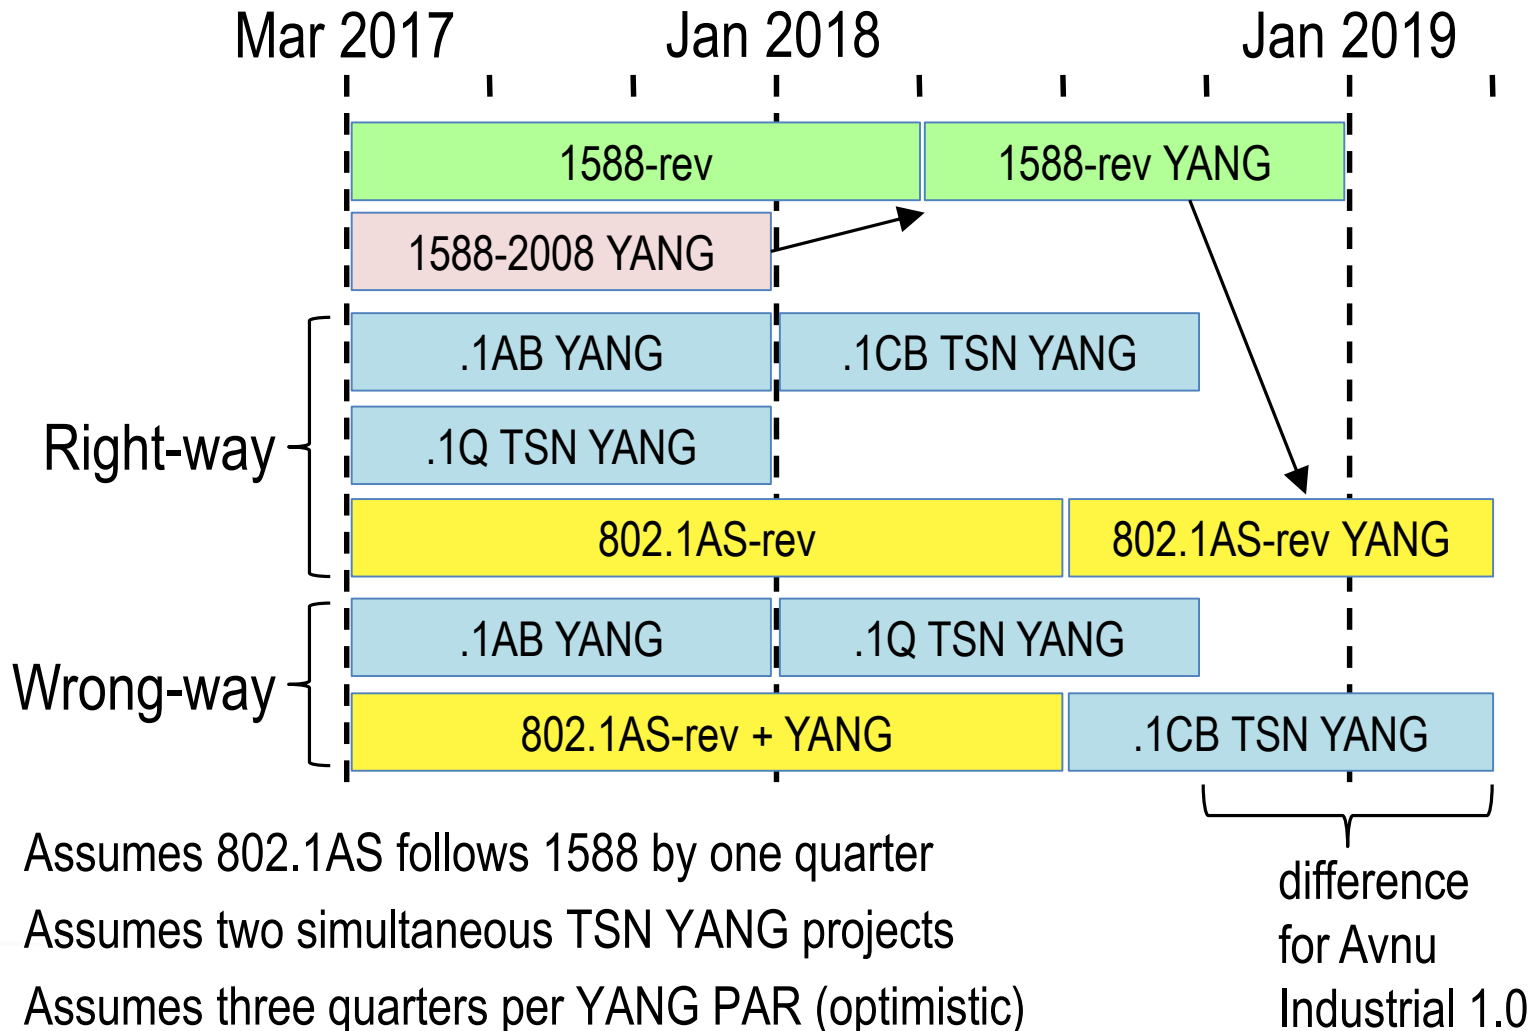 Mar 2017 Jan 2018 Jan 2019
1588-rev 1588-rev YANG
1588-2008 YANG
.1AB YANG .1CB TSN YANG
Right-way .1Q TSN YANG
802.1AS-rev 802.1AS-rev YANG
.1AB YANG .1Q TSN YANG
Wrong-way
802.1AS-rev + YANG .1CB TSN YANG
Assumes 802.1AS follows 1588 by one quarter
Assumes two simultaneous TSN YANG projects
Assumes three quarters per YANG PAR (optimistic)
difference
for Avnu
Industrial 1.0